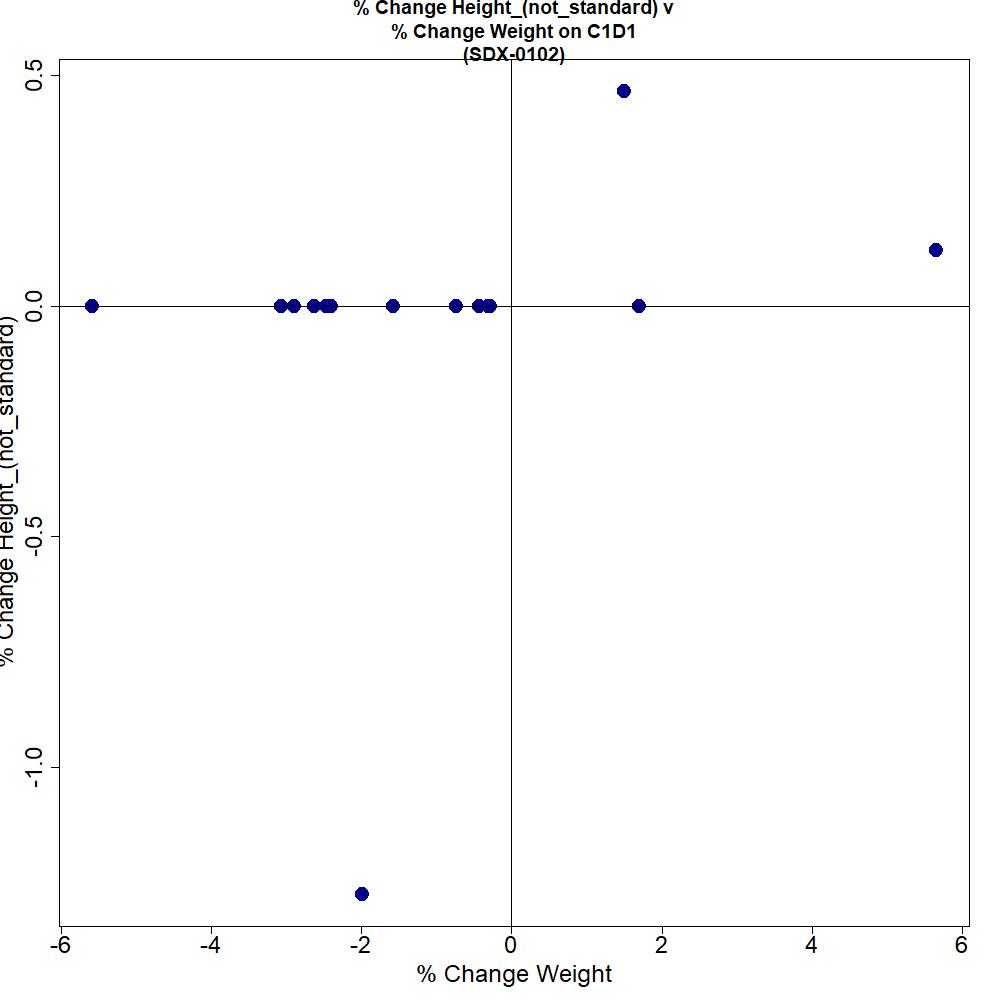 % Change Height_(not_standard) v
% Change Weight on C1D1
(SDX-0102)
0.5
0.0
-0.5
-1.0
% Change Height_(not_standard)
-6 -4 -2 0 2 4 6
% Change Weight